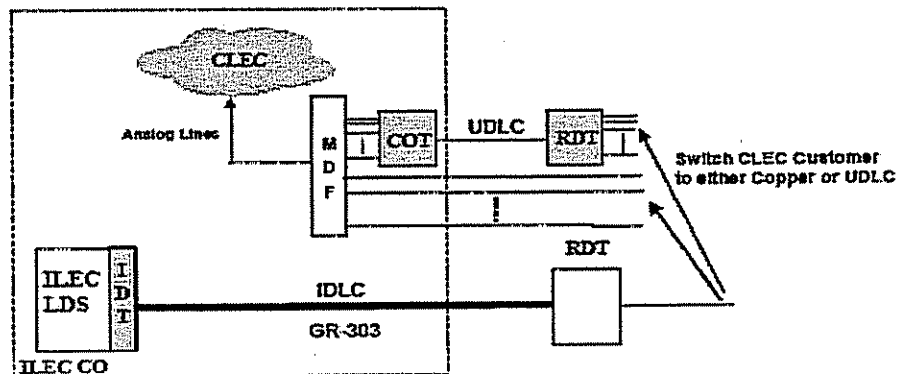 CLEC
Analog Lines
M
D
F
COT
UDLC
RDT
Switch CLEC Customer
to either Copper or UDLC
RDT
ILEC
LDS
I
D
T
IDLC
GR-303
ILEC CO